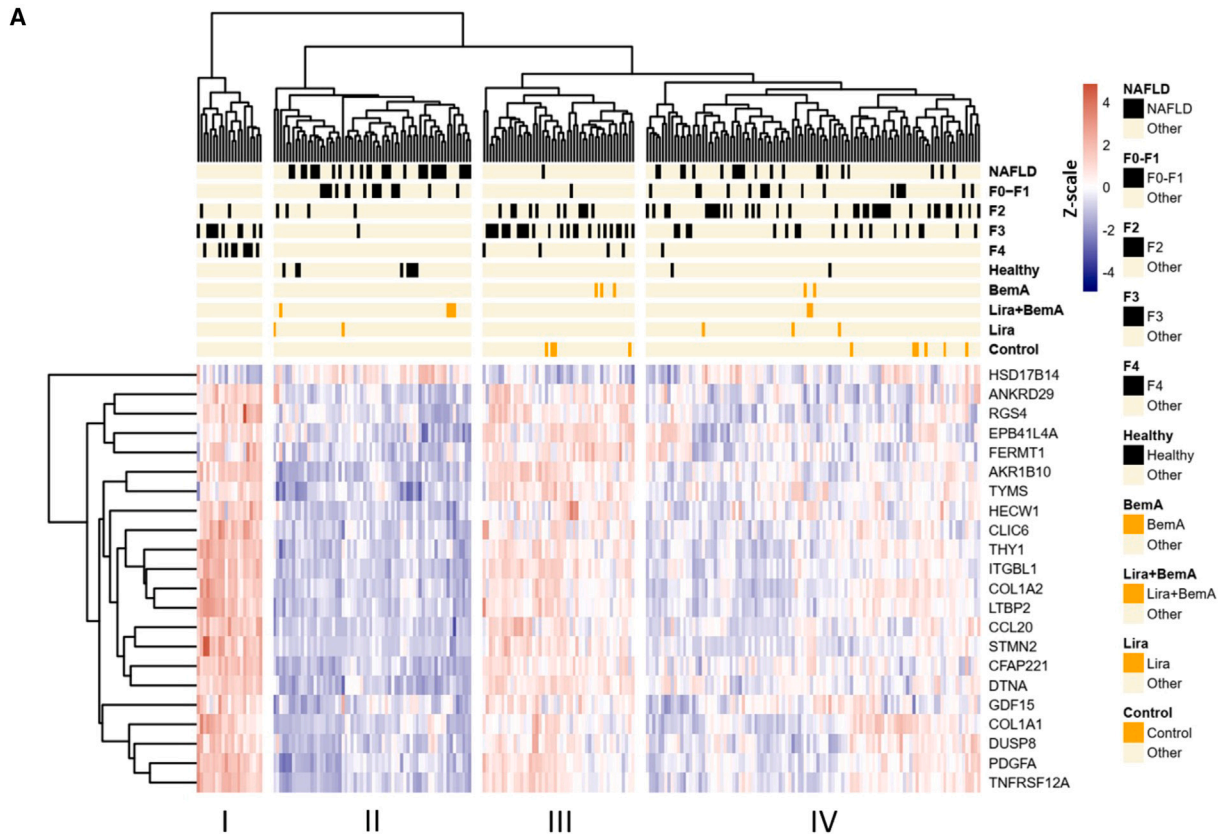 A
NAFLD
F0-F1
F2
F3
F4
Healthy
BemA
Lira+BemA
Lira
Control
HSD17B14
ANKRD29
RGS4
EPB41L4A
FERMT1
AKR1B10
TYMS
HECW1
CLIC6
THY1
ITGBL1
COL1A2
LTBP2
CCL20
STMN2
CFAP221
DTNA
GDF15
COL1A1
DUSP8
PDGFA
TNFRSF12A
I
II
III
IV
Z-scale
4
2
0
-2
-4
NAFLD
NAFLD
Other
F0-F1
F0-F1
Other
F2
F2
Other
F3
F3
Other
F4
F4
Other
Healthy
Healthy
Other
BemA
BemA
Other
Lira+BemA
Lira+BemA
Other
Lira
Lira
Other
Control
Control
Other